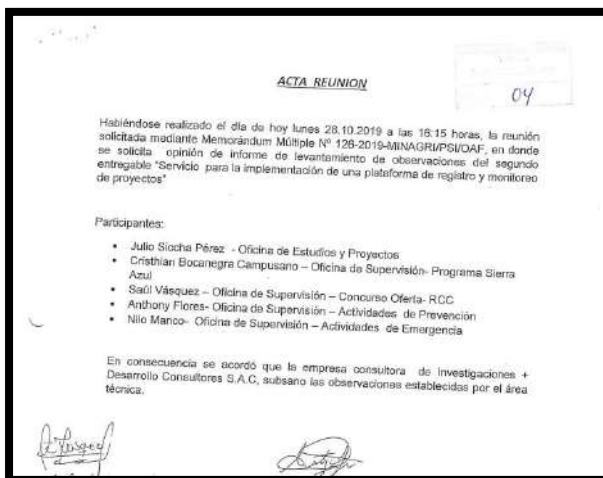 ACTA REUNION
04
Habiéndose realizado el día de hoy lunes 28.10.2019 a las 16:15 horas, la reunión
solicitada mediante Memorándum Múltiple Nº 126-2019-MINAGRI/PSI/OAF, en donde
se solicita opinión de informe de levantamiento de observaciones del segundo
entregable "Servicio para la implementación de una plataforma de registro y monitoreo
de proyectos"
Participantes:
• Julio Siocha Pérez - Oficina de Estudios y Proyectos
• Cristhian Bocanegra Campusano – Oficina de Supervisión- Programa Sierra
Azul
• Saúl Vásquez – Oficina de Supervisión – Concurso Oferta- RCC
• Anthony Flores- Oficina de Supervisión – Actividades de Prevención
• Nilo Manco- Oficina de Supervisión – Actividades de Emergencia
En consecuencia se acordó que la empresa consultora de Investigaciones +
Desarrollo Consultores S.A.C, subsano las observaciones establecidas por el área
técnica.